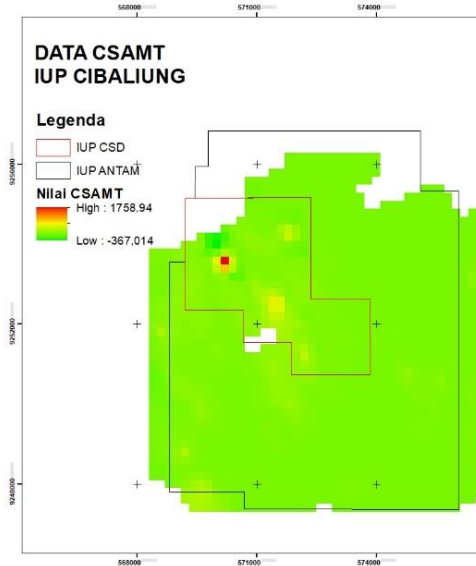 568000 571000 574000
DATA CSAMT
IUP CIBALIUNG
Legenda
IUP CSD
IUP ANTAM
Nilai CSAMT
High : 1758,94
Low : -367,014
9256000
9252000
9248000
568000 571000 574000